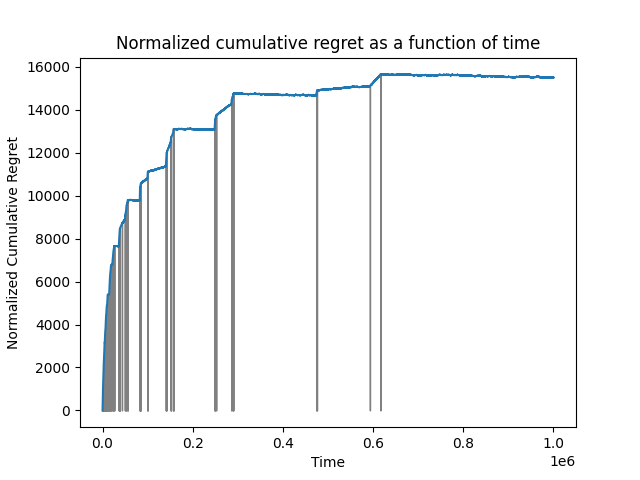 Normalized cumulative regret as a function of time
Normalized Cumulative Regret
16000
14000
12000
10000
8000
6000
4000
2000
0
0.0 0.2 0.4 0.6 0.8 1.0
1e6
Time